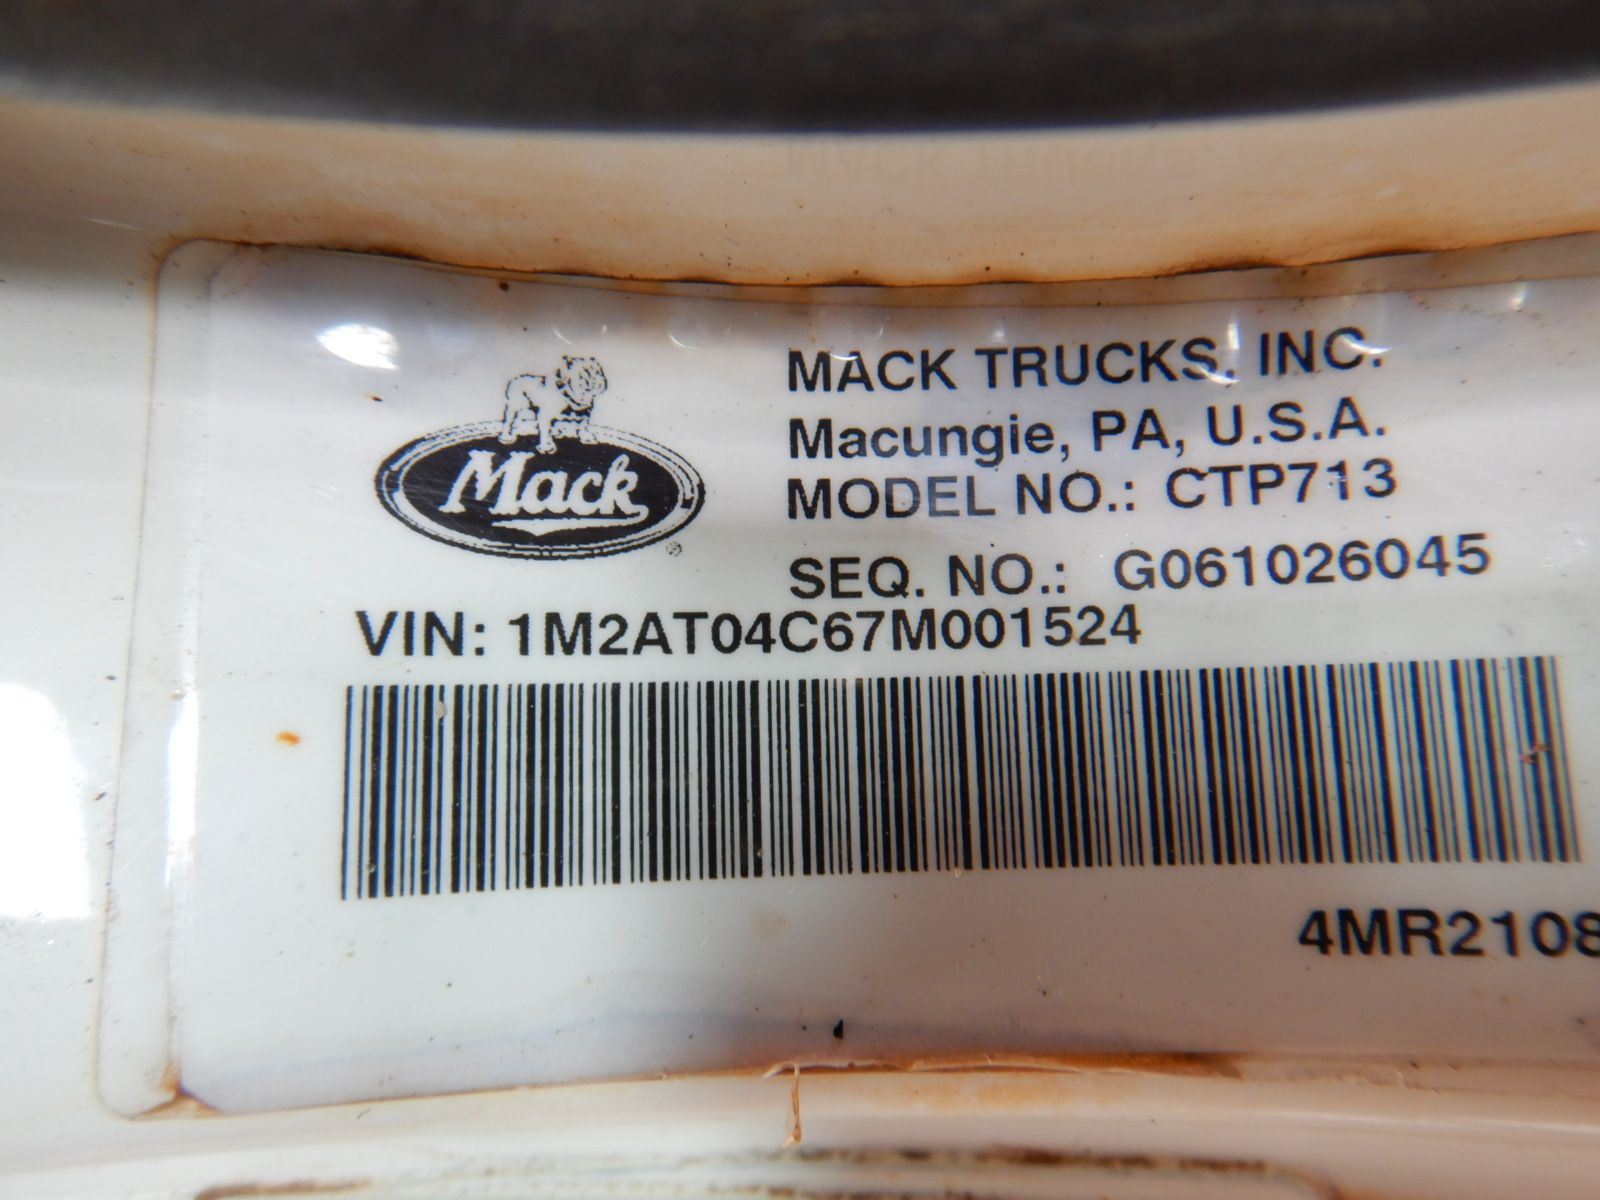 Mack®
MACK TRUCKS, INC.
Macungie, PA, U.S.A.
MODEL NO.: CTP713
SEQ. NO.: G061026045
VIN: 1M2AT04C67M001524
4MR2108